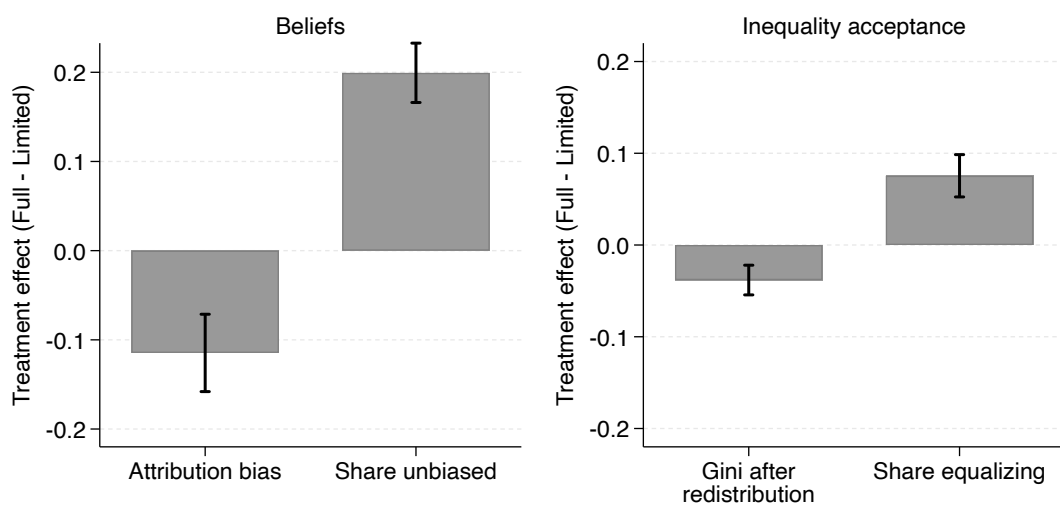 Beliefs
Treatment effect (Full - Limited)
0.2
0.1
0.0
-0.1
-0.2
Attribution bias
Share unbiased
Inequality acceptance
Treatment effect (Full - Limited)
0.2
0.1
0.0
-0.1
-0.2
Gini after
redistribution
Share equalizing